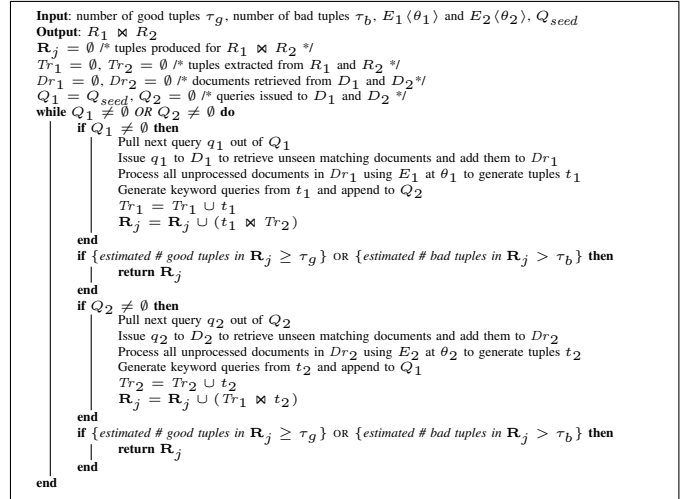 Input: number of good tuples τg, number of bad tuples τb, E1⟨θ1⟩ and E2⟨θ2⟩, Qseed
Output: R1 ⋈ R2
Rj = ∅ /* tuples produced for R1 ⋈ R2 */
Tr1 = ∅, Tr2 = ∅ /* tuples extracted from R1 and R2 */
Dr1 = ∅, Dr2 = ∅ /* documents retrieved from D1 and D2*/
Q1 = Qseed, Q2 = ∅ /* queries issued to D1 and D2 */
while Q1 ≠ ∅ OR Q2 ≠ ∅ do
if Q1 ≠ ∅ then
Pull next query q1 out of Q1
Issue q1 to D1 to retrieve unseen matching documents and add them to Dr1
Process all unprocessed documents in Dr1 using E1 at θ1 to generate tuples t1
Generate keyword queries from t1 and append to Q2
Tr1 = Tr1 ∪ t1
Rj = Rj ∪ (t1 ⋈ Tr2)
end
if {estimated # good tuples in Rj ≥ τg} OR {estimated # bad tuples in Rj > τb} then
return Rj
end
if Q2 ≠ ∅ then
Pull next query q2 out of Q2
Issue q2 to D2 to retrieve unseen matching documents and add them to Dr2
Process all unprocessed documents in Dr2 using E2 at θ2 to generate tuples t2
Generate keyword queries from t2 and append to Q1
Tr2 = Tr2 ∪ t2
Rj = Rj ∪ (Tr1 ⋈ t2)
end
if {estimated # good tuples in Rj ≥ τg} OR {estimated # bad tuples in Rj > τb} then
return Rj
end
end